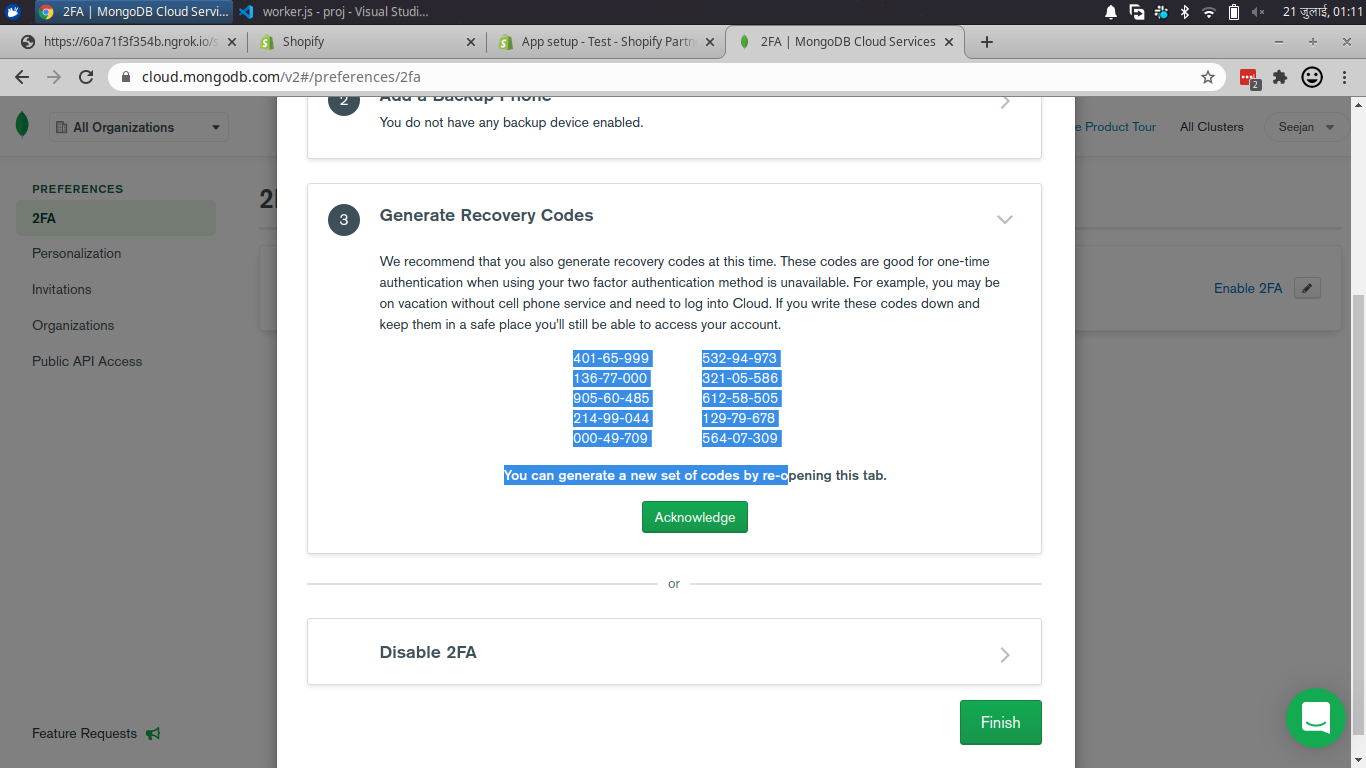 2FA | MongoDB Cloud Servi...
worker.js - proj - Visual Studi...
21 जुलाई, 01:11
https://60a71f3f354b.ngrok.io/s
Shopify
App setup - Test - Shopify Partn
2FA | MongoDB Cloud Services
cloud.mongodb.com/v2#/preferences/2fa
2
2
Add a Backup Phone
You do not have any backup device enabled.
All Organizations
e Product Tour
All Clusters
Seejan
PREFERENCES
2FA
Personalization
Invitations
Organizations
Public API Access
Feature Requests
2
Enable 2FA
3
Generate Recovery Codes
We recommend that you also generate recovery codes at this time. These codes are good for one-time
authentication when using your two factor authentication method is unavailable. For example, you may be
on vacation without cell phone service and need to log into Cloud. If you write these codes down and
keep them in a safe place you'll still be able to access your account.
401-65-999 532-94-973
136-77-000 321-05-586
905-60-485 612-58-505
214-99-044 129-79-678
000-49-709 564-07-309
You can generate a new set of codes by re-opening this tab.
Acknowledge
or
Disable 2FA
Finish